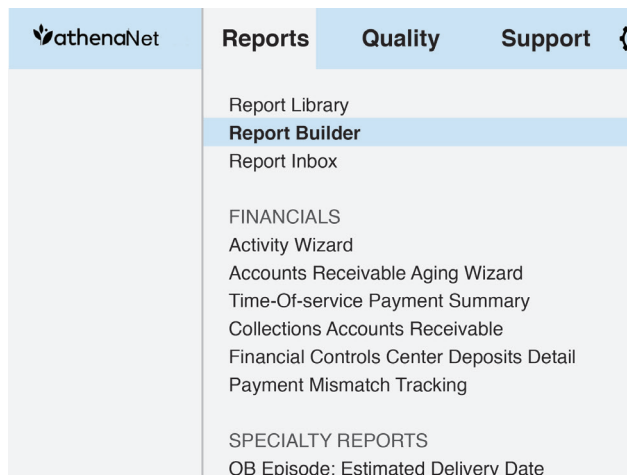 athenaNet
Reports Quality Support
Report Library
Report Builder
Report Inbox
FINANCIALS
Activity Wizard
Accounts Receivable Aging Wizard
Time-Of-service Payment Summary
Collections Accounts Receivable
Financial Controls Center Deposits Detail
Payment Mismatch Tracking
SPECIALTY REPORTS
OB Episode: Estimated Delivery Date